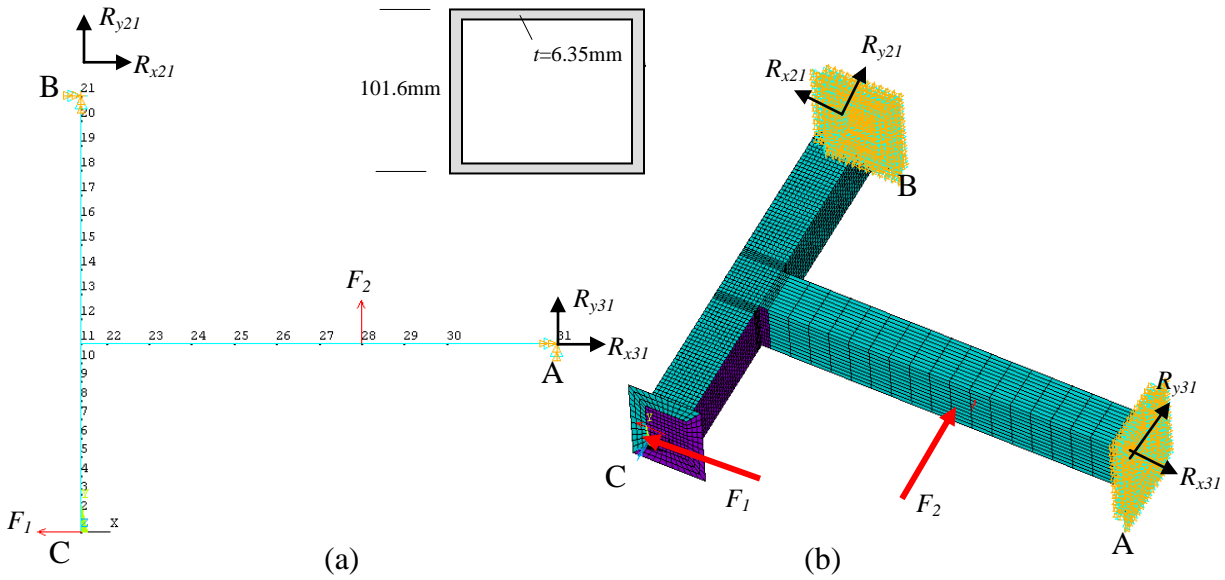 Ry21
Rx21
B
21
20
19
18
17
16
15
14
13
12
11
10
9
8
7
6
5
4
3
2
22
23
24
25
26
27
28
29
30
31
F2
Ry31
Rx31
A
F1
C
X
Y
Z
(a)
101.6mm
t=6.35mm
Ry21
Rx21
B
Ry31
Rx31
A
F1
F2
C
Y
(b)